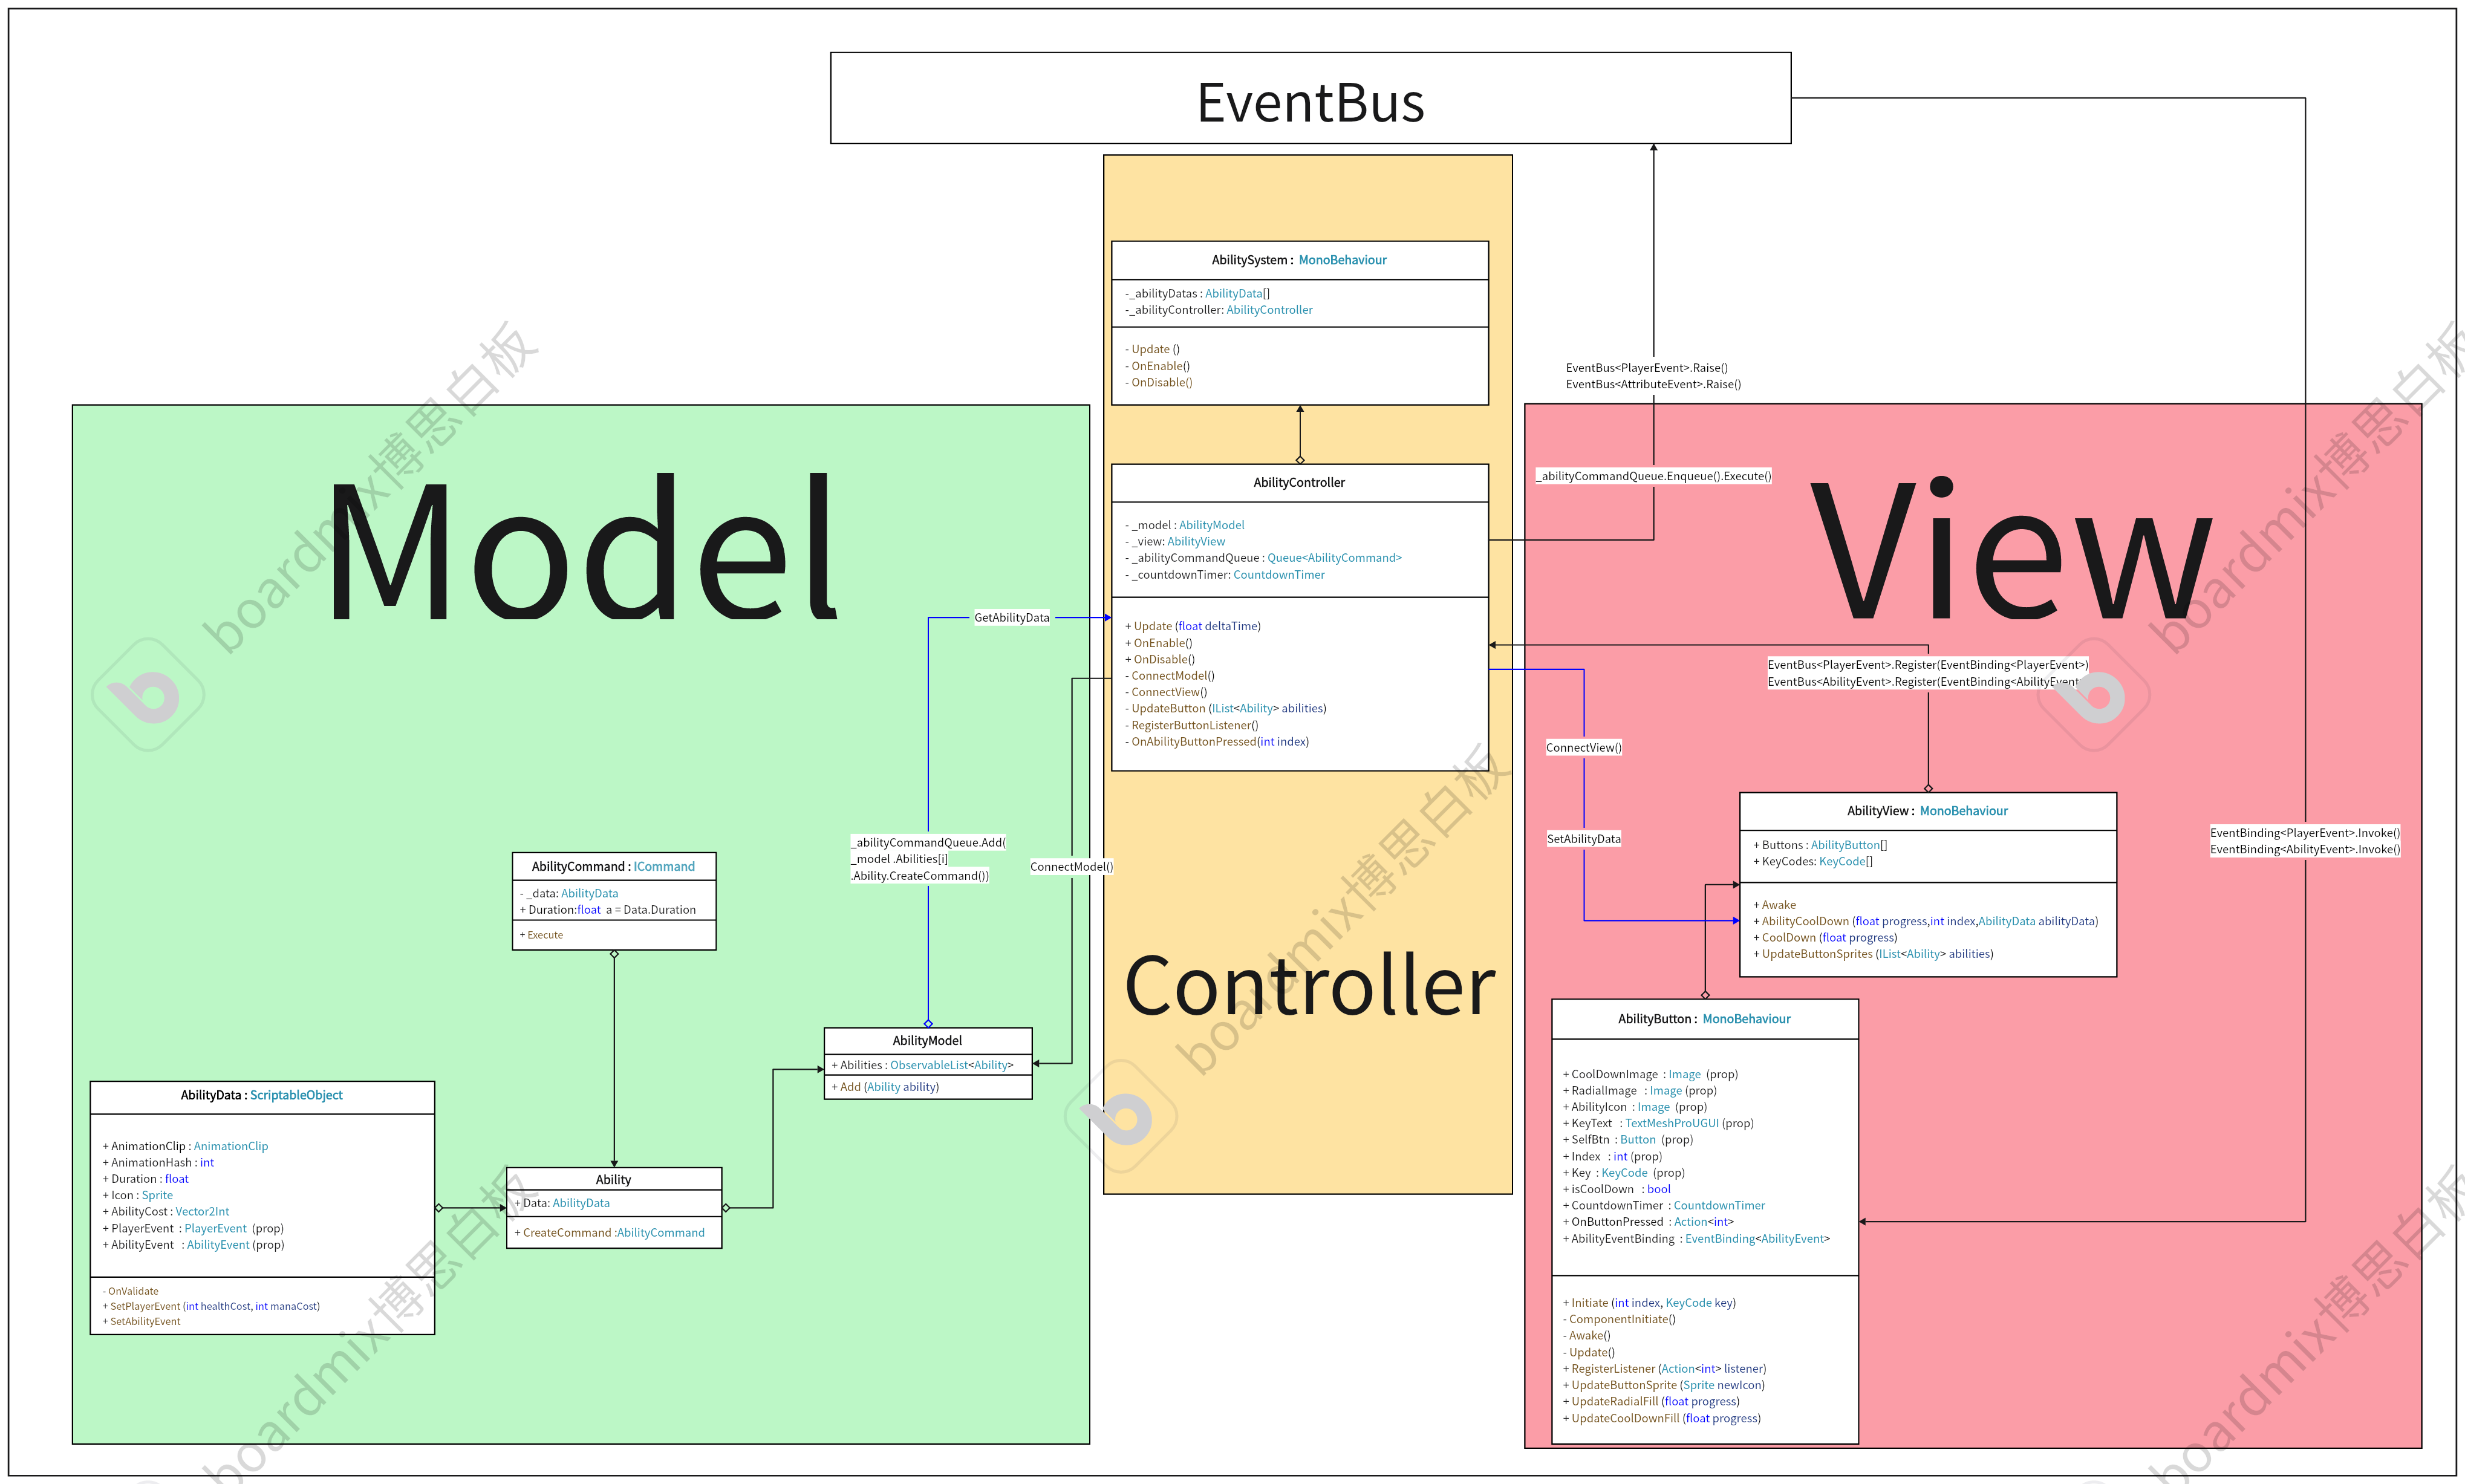 EventBus
AbilitySystem : MonoBehaviour
-_abilityDatas : AbilityData[]
-_abilityController: AbilityController
- Update ()
- OnEnable()
- OnDisable()
EventBus<PlayerEvent>.Raise()
EventBus<AttributeEvent>.Raise()
_abilityCommandQueue.Enqueue().Execute()
Model
View
Controller
AbilityController
- _model : AbilityModel
- _view: AbilityView
- _abilityCommandQueue : Queue<AbilityCommand>
- _countdownTimer: CountdownTimer
+ Update (float deltaTime)
+ OnEnable()
+ OnDisable()
- ConnectModel()
- ConnectView()
- UpdateButton (IList<Ability> abilities)
- RegisterButtonListener()
- OnAbilityButtonPressed(int index)
GetAbilityData
EventBus<PlayerEvent>.Register(EventBinding<PlayerEvent>)
EventBus<AbilityEvent>.Register(EventBinding<AbilityEvent
ConnectView()
SetAbilityData
_abilityCommandQueue.Add(
_model .Abilities[i]
.Ability.CreateCommand())
ConnectModel()
AbilityView : MonoBehaviour
+ Buttons : AbilityButton[]
+ KeyCodes: KeyCode[]
+ Awake
+ AbilityCoolDown (float progress,int index,AbilityData abilityData)
+ CoolDown (float progress)
+ UpdateButtonSprites (IList<Ability> abilities)
EventBinding<PlayerEvent>.Invoke()
EventBinding<AbilityEvent>.Invoke()
AbilityCommand : ICommand
- _data: AbilityData
+ Duration:float a = Data.Duration
+ Execute
AbilityModel
+ Abilities : ObservableList<Ability>
+ Add (Ability ability)
AbilityData : ScriptableObject
+ AnimationClip : AnimationClip
+ AnimationHash : int
+ Duration : float
+ Icon : Sprite
+ AbilityCost : Vector2Int
+ PlayerEvent : PlayerEvent (prop)
+ AbilityEvent : AbilityEvent (prop)
- OnValidate
+ SetPlayerEvent (int healthCost, int manaCost)
+ SetAbilityEvent
Ability
+ Data: AbilityData
+ CreateCommand :AbilityCommand
AbilityButton : MonoBehaviour
+ CoolDownImage : Image (prop)
+ RadialImage : Image (prop)
+ AbilityIcon : Image (prop)
+ KeyText : TextMeshProUGUI (prop)
+ SelfBtn : Button (prop)
+ Index : int (prop)
+ Key : KeyCode (prop)
+ isCoolDown : bool
+ CountdownTimer : CountdownTimer
+ OnButtonPressed : Action<int>
+ AbilityEventBinding : EventBinding<AbilityEvent>
+ Initiate (int index, KeyCode key)
- ComponentInitiate()
- Awake()
- Update()
+ RegisterListener (Action<int> listener)
+ UpdateButtonSprite (Sprite newIcon)
+ UpdateRadialFill (float progress)
+ UpdateCoolDownFill (float progress)
boardmix博思白板
boardmix博思白板
boardmix博思白板
boardmix博思白板
boardmix博思白板